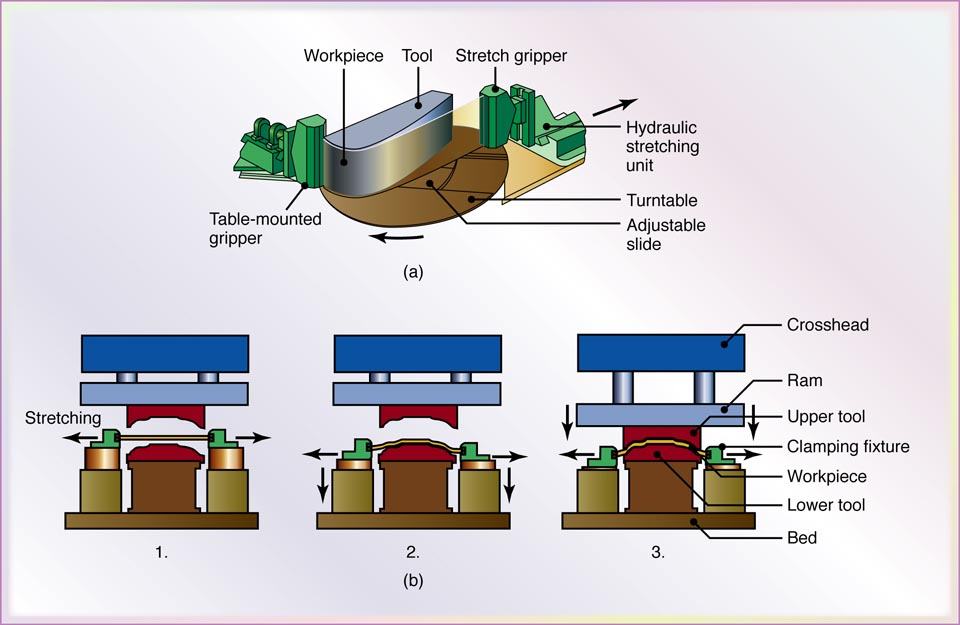 Workpiece Tool Stretch gripper
Hydraulic
stretching
unit
Table-mounted
gripper
Turntable
Adjustable
slide
(a)
Crosshead
Ram
Stretching
Upper tool
Clamping fixture
Workpiece
Lower tool
Bed
1. 2. 3.
(b)